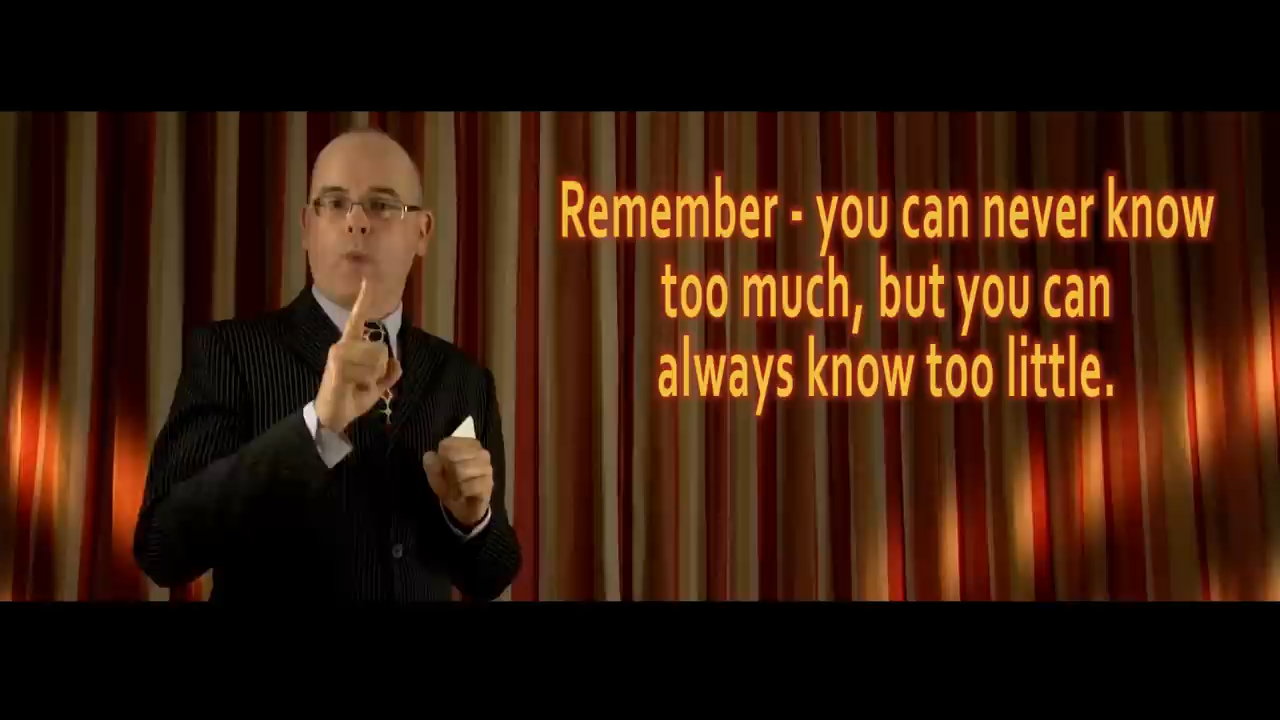 Remember - you can never know
too much, but you can
always know too little.